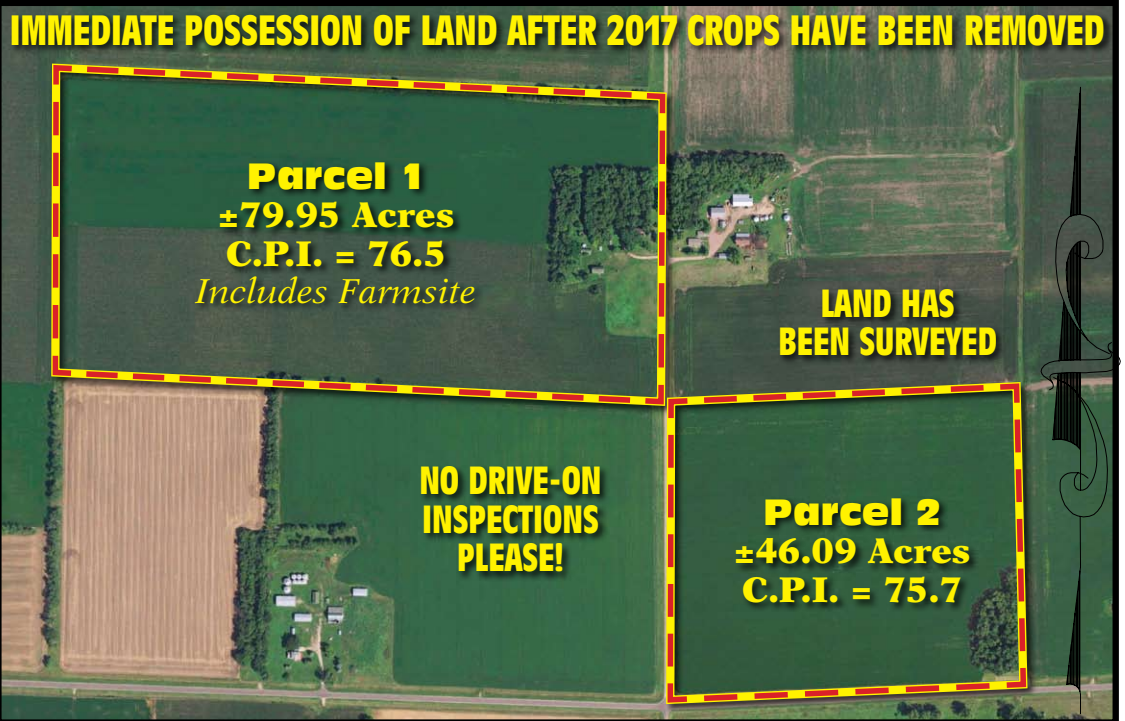 IMMEDIATE POSSESSION OF LAND AFTER 2017 CROPS HAVE BEEN REMOVED
Parcel 1
±79.95 Acres
C.P.I. = 76.5
Includes Farmsite
LAND HAS
BEEN SURVEYED
NO DRIVE-ON
INSPECTIONS
PLEASE!
Parcel 2
±46.09 Acres
C.P.I. = 75.7